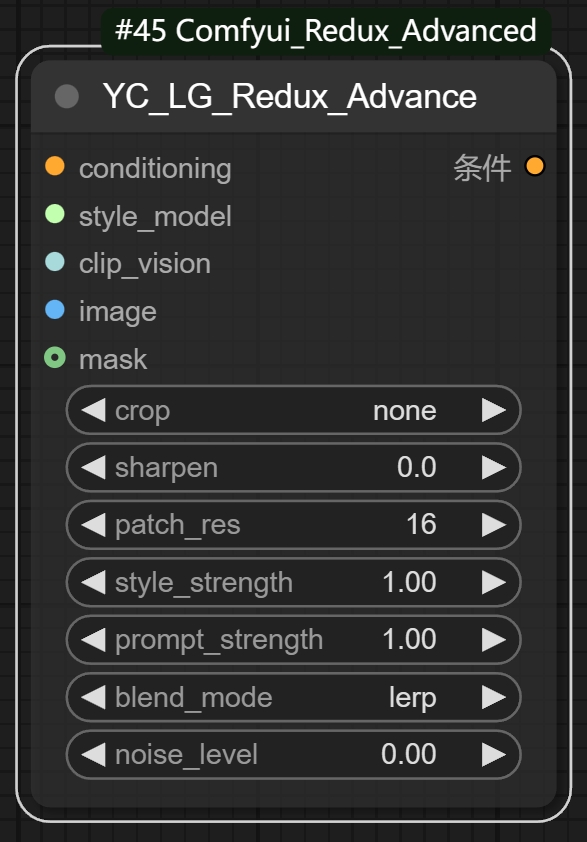 #45 Comfyui_Redux_Advanced
YC_LG_Redux_Advance
conditioning 条件
style_model
clip_vision
image
mask
crop none
sharpen 0.0
patch_res 16
style_strength 1.00
prompt_strength 1.00
blend_mode lerp
noise_level 0.00